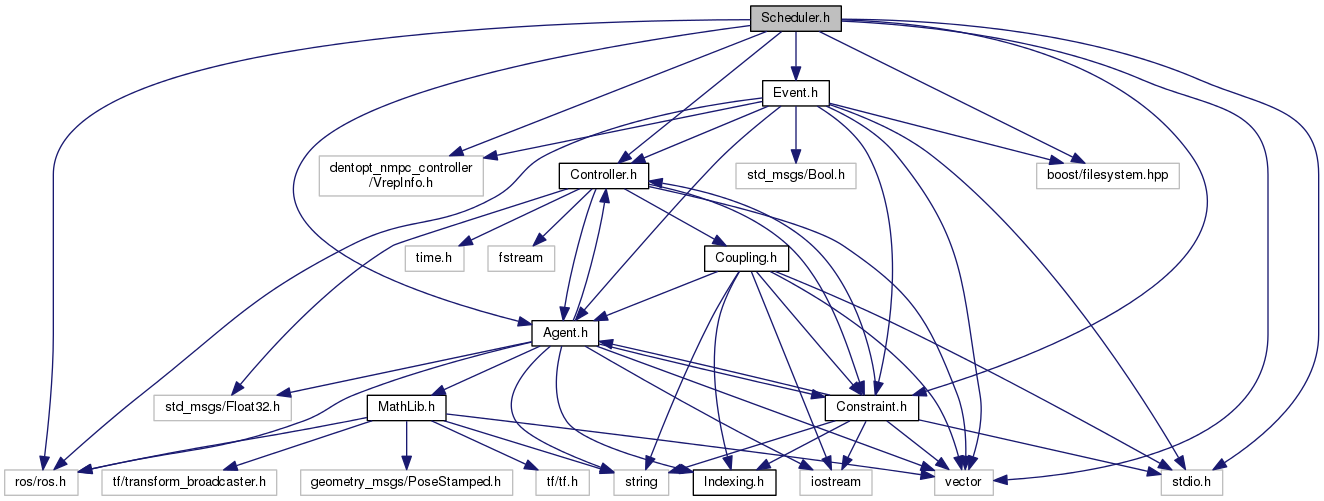 Scheduler.h
Event.h
dentopt_nmpc_controller
/VrepInfo.h
Controller.h
std_msgs/Bool.h
boost/filesystem.hpp
time.h
fstream
Coupling.h
Agent.h
std_msgs/Float32.h
MathLib.h
Constraint.h
ros/ros.h
tf/transform_broadcaster.h
geometry_msgs/PoseStamped.h
tf/tf.h
string
Indexing.h
iostream
vector
stdio.h